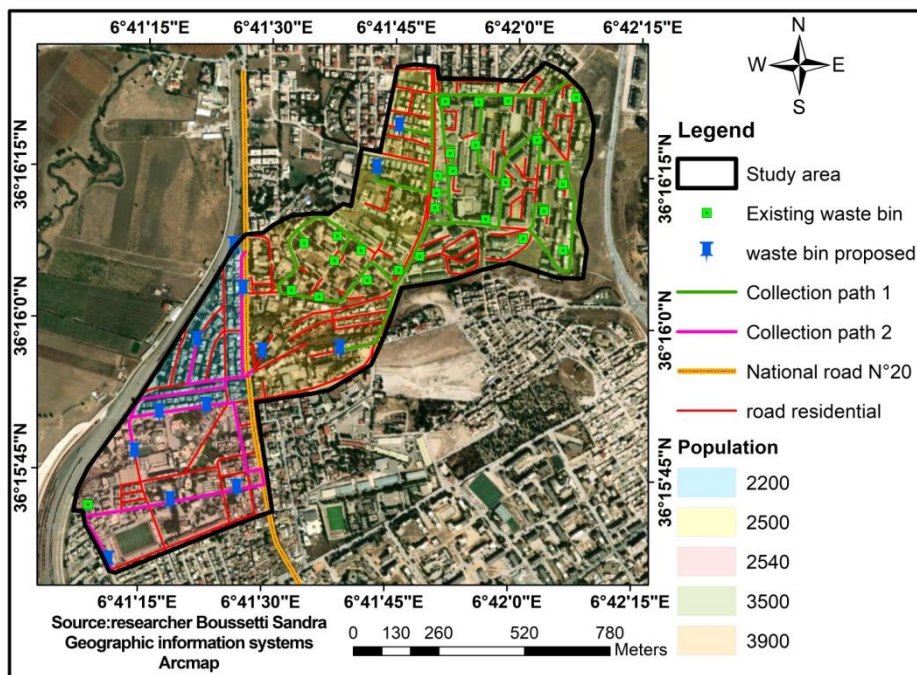 6°41'15"E 6°41'30"E 6°41'45"E 6°42'0"E 6°42'15"E
N
W E
S
36°16'15"N 36°16'15"N
36°16'0"N 36°16'0"N
36°15'45"N 36°15'45"N
Legend
Study area
Existing waste bin
waste bin proposed
Collection path 1
Collection path 2
National road N°20
road residential
Population
2200
2500
2540
3500
3900
6°41'15"E 6°41'30"E 6°41'45"E 6°42'0"E 6°42'15"E
Source:researcher Boussetti Sandra
Geographic information systems
Arcmap
0 130 260 520 780
Meters